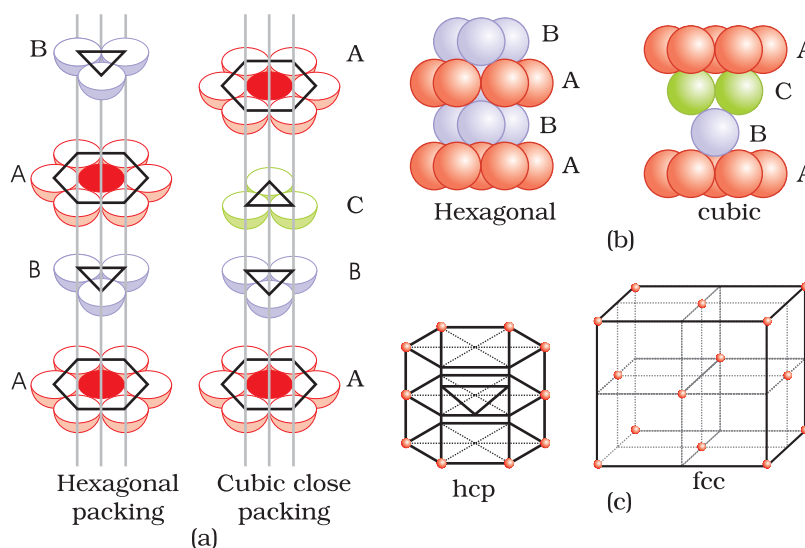 B
A
B
A
Hexagonal
packing
A
C
B
A
Cubic close
packing
(a)
B
A
B
A
Hexagonal
A
C
B
A
cubic
(b)
hcp
fcc
(c)